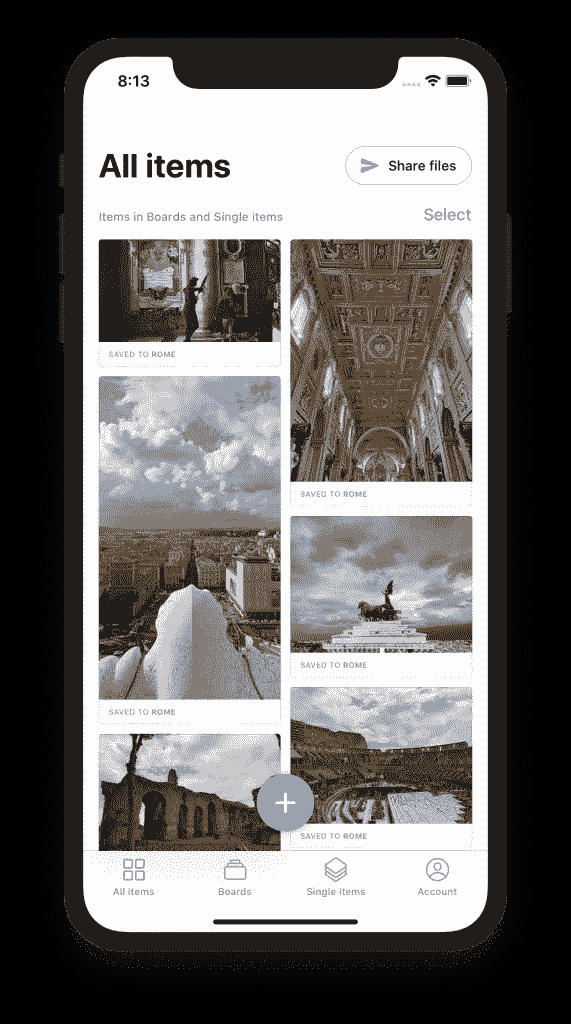 8:13
All items
Share files
Items in Boards and Single items
Select
SAVED TO ROME
SAVED TO ROME
SAVED TO ROME
SAVED TO ROME
SAVED TO ROME
All items
Boards
Single items
Account